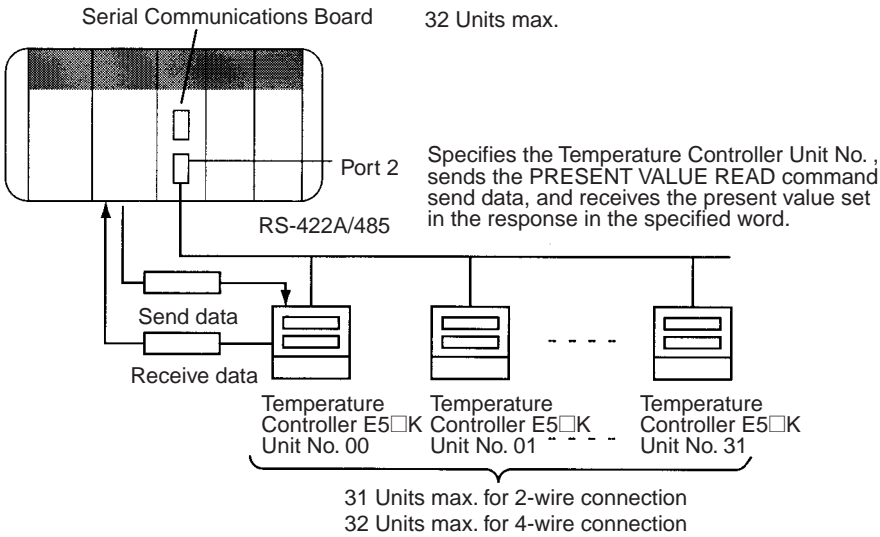 Serial Communications Board
32 Units max.
Port 2
Specifies the Temperature Controller Unit No. ,
sends the PRESENT VALUE READ command
send data, and receives the present value set
in the response in the specified word.
RS-422A/485
Send data
Receive data
Temperature
Controller E5□K
Unit No. 00
Temperature
Controller E5□K
Unit No. 01
Temperature
Controller E5□K
Unit No. 31
31 Units max. for 2-wire connection
32 Units max. for 4-wire connection